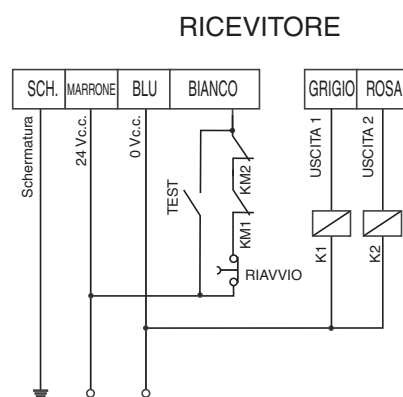 RICEVITORE
SCH. MARRONE BLU BIANCO GRIGIO ROSA
Schermatura
24 Vc.c.
0 Vc.c.
TEST
KM2
KM1
RIAVVIO
USCITA 1
USCITA 2
K1
K2